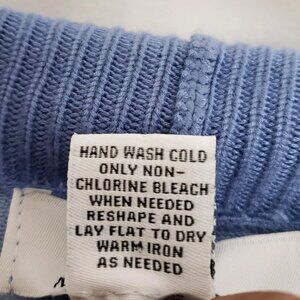 HAND WASH COLD
ONLY NON-
CHLORINE BLEACH
WHEN NEEDED
RESHAPE AND
LAY FLAT TO DRY
WARM IRON
AS NEEDED